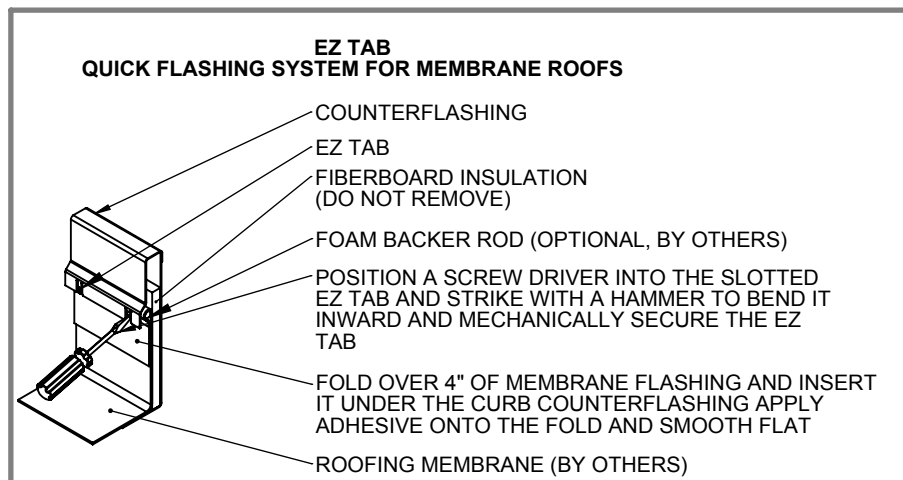 EZ TAB
QUICK FLASHING SYSTEM FOR MEMBRANE ROOFS
COUNTERFLASHING
EZ TAB
FIBERBOARD INSULATION
(DO NOT REMOVE)
FOAM BACKER ROD (OPTIONAL, BY OTHERS)
POSITION A SCREW DRIVER INTO THE SLOTTED
EZ TAB AND STRIKE WITH A HAMMER TO BEND IT
INWARD AND MECHANICALLY SECURE THE EZ
TAB
FOLD OVER 4" OF MEMBRANE FLASHING AND INSERT
IT UNDER THE CURB COUNTERFLASHING APPLY
ADHESIVE ONTO THE FOLD AND SMOOTH FLAT
ROOFING MEMBRANE (BY OTHERS)